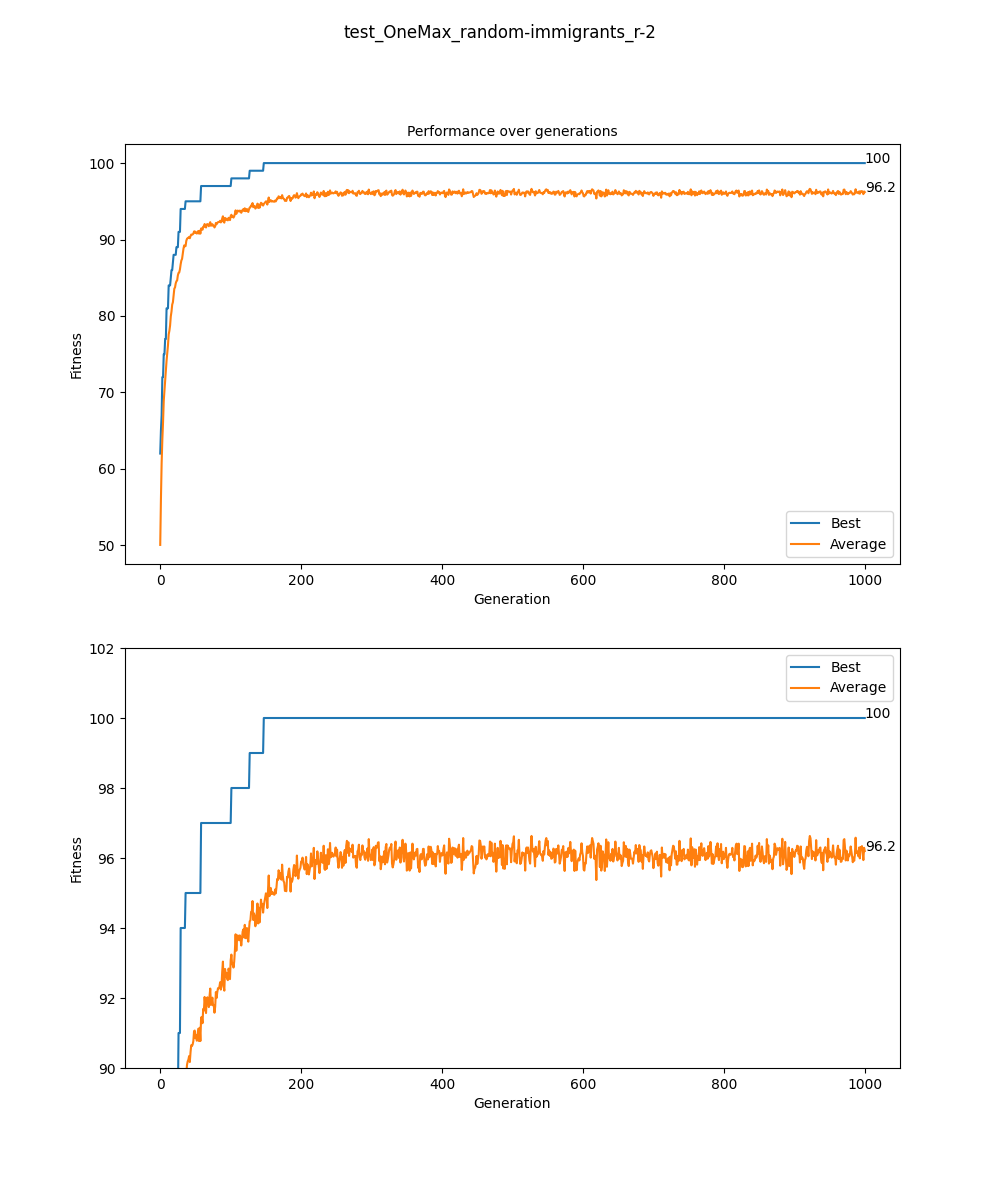 test_OneMax_random-immigrants_r-2
Performance over generations
100
90
80
70
60
50
Fitness
100
96.2
Best
Average
0 200 400 600 800 1000
Generation
102
100
98
96
94
92
90
Fitness
Best
Average
100
96.2
0 200 400 600 800 1000
Generation